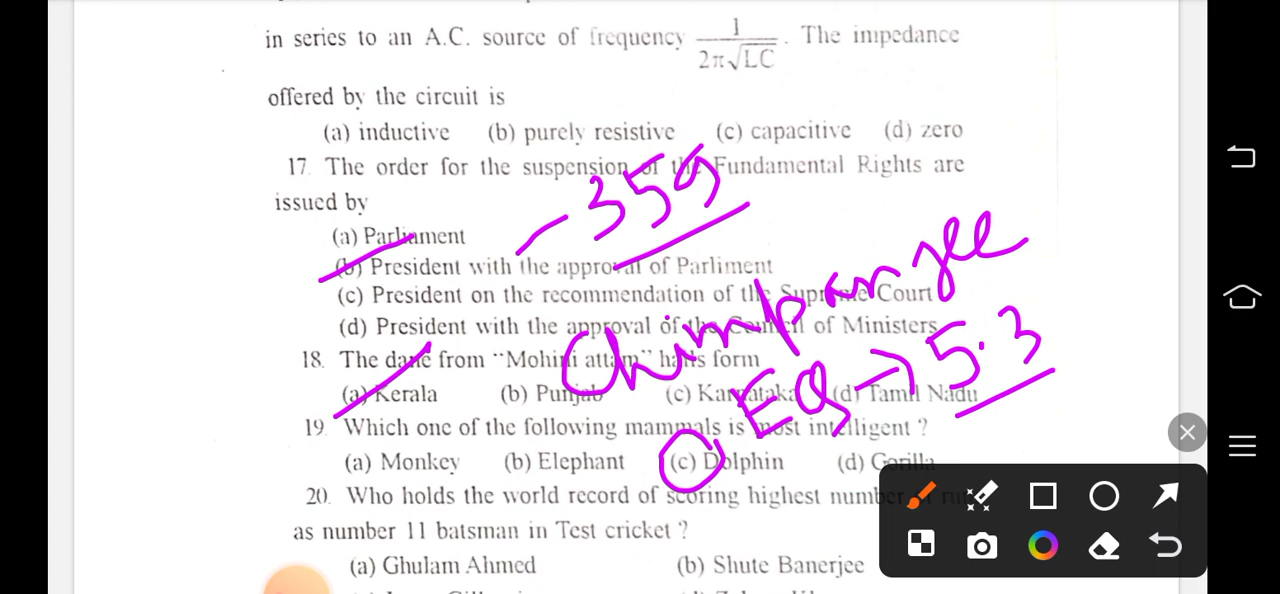 in series to an A.C. source of frequency 1/2π√LC . The impedance
offered by the circuit is
(a) inductive (b) purely resistive (c) capacitive (d) zero
17. The order for the suspension of the Fundamental Rights are
issued by
- 359
(a) Parliament
(b) President with the approval of Parliment
(c) President on the recommendation of the Supreme Court
(d) President with the approval of the Council of Ministers
Chimpanzee
18. The dane from "Mohini attam" hails form
(a) Kerala (b) Punjab (c) Karnataka (d) Tamil Nadu
EQ → 5.3
19. Which one of the following mammals is most intelligent ?
(a) Monkey (b) Elephant (c) Dolphin (d) Gorilla
20. Who holds the world record of scoring highest number of
as number 11 batsman in Test cricket ?
(a) Ghulam Ahmed (b) Shute Banerjee